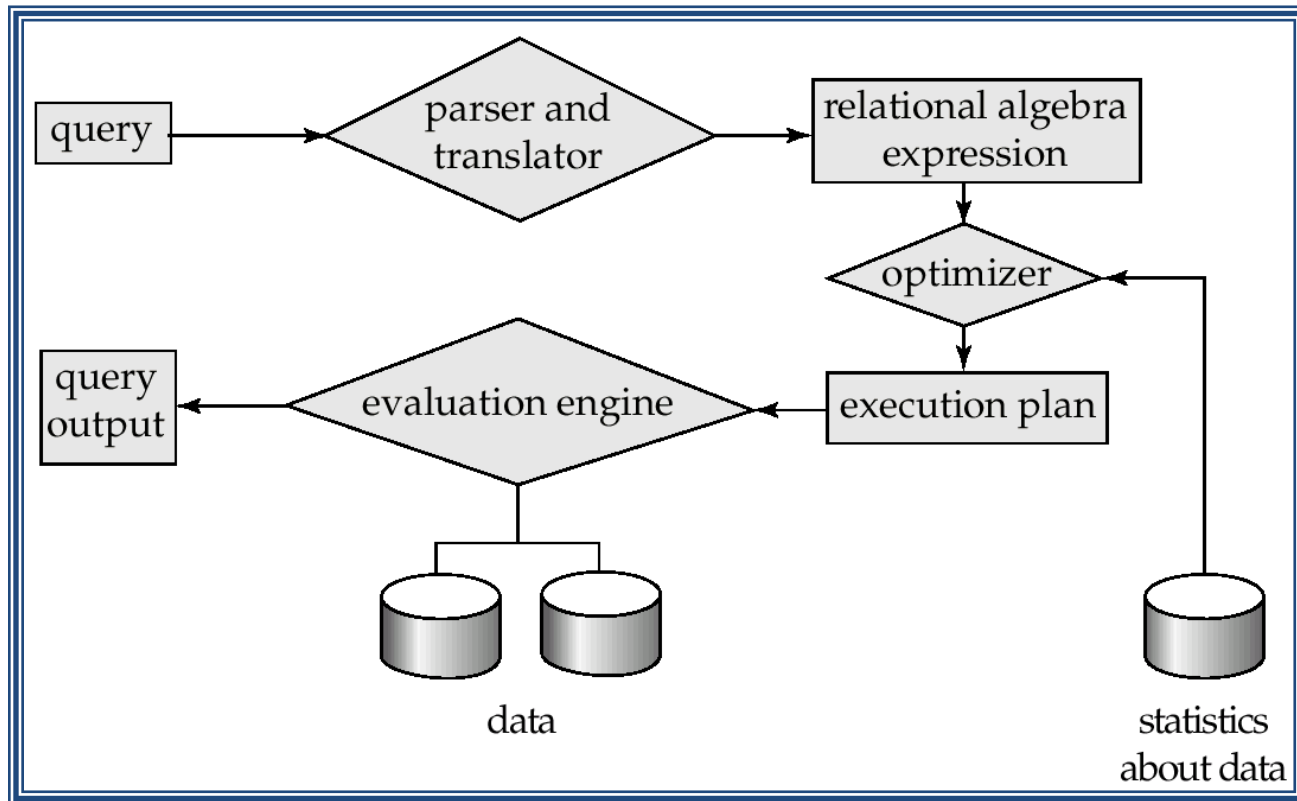 query
parser and
translator
relational algebra
expression
optimizer
query
output
evaluation engine
execution plan
data
statistics
about data